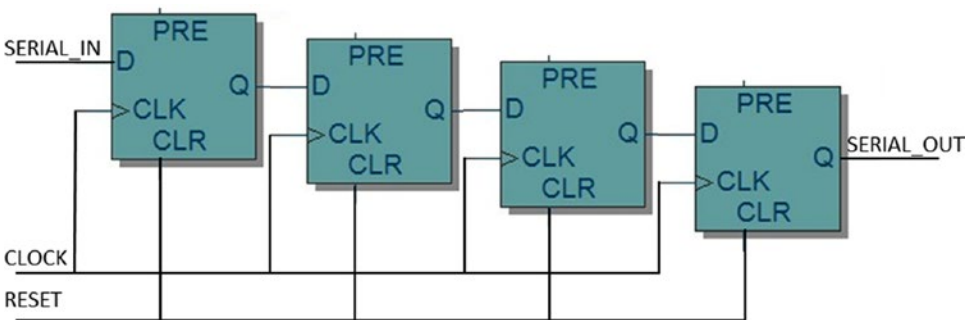 SERIAL_IN
PRE
D
Q
CLK
CLR
PRE
D
Q
CLK
CLR
PRE
D
Q
CLK
CLR
PRE
D
Q
CLK
CLR
SERIAL_OUT
CLOCK
RESET